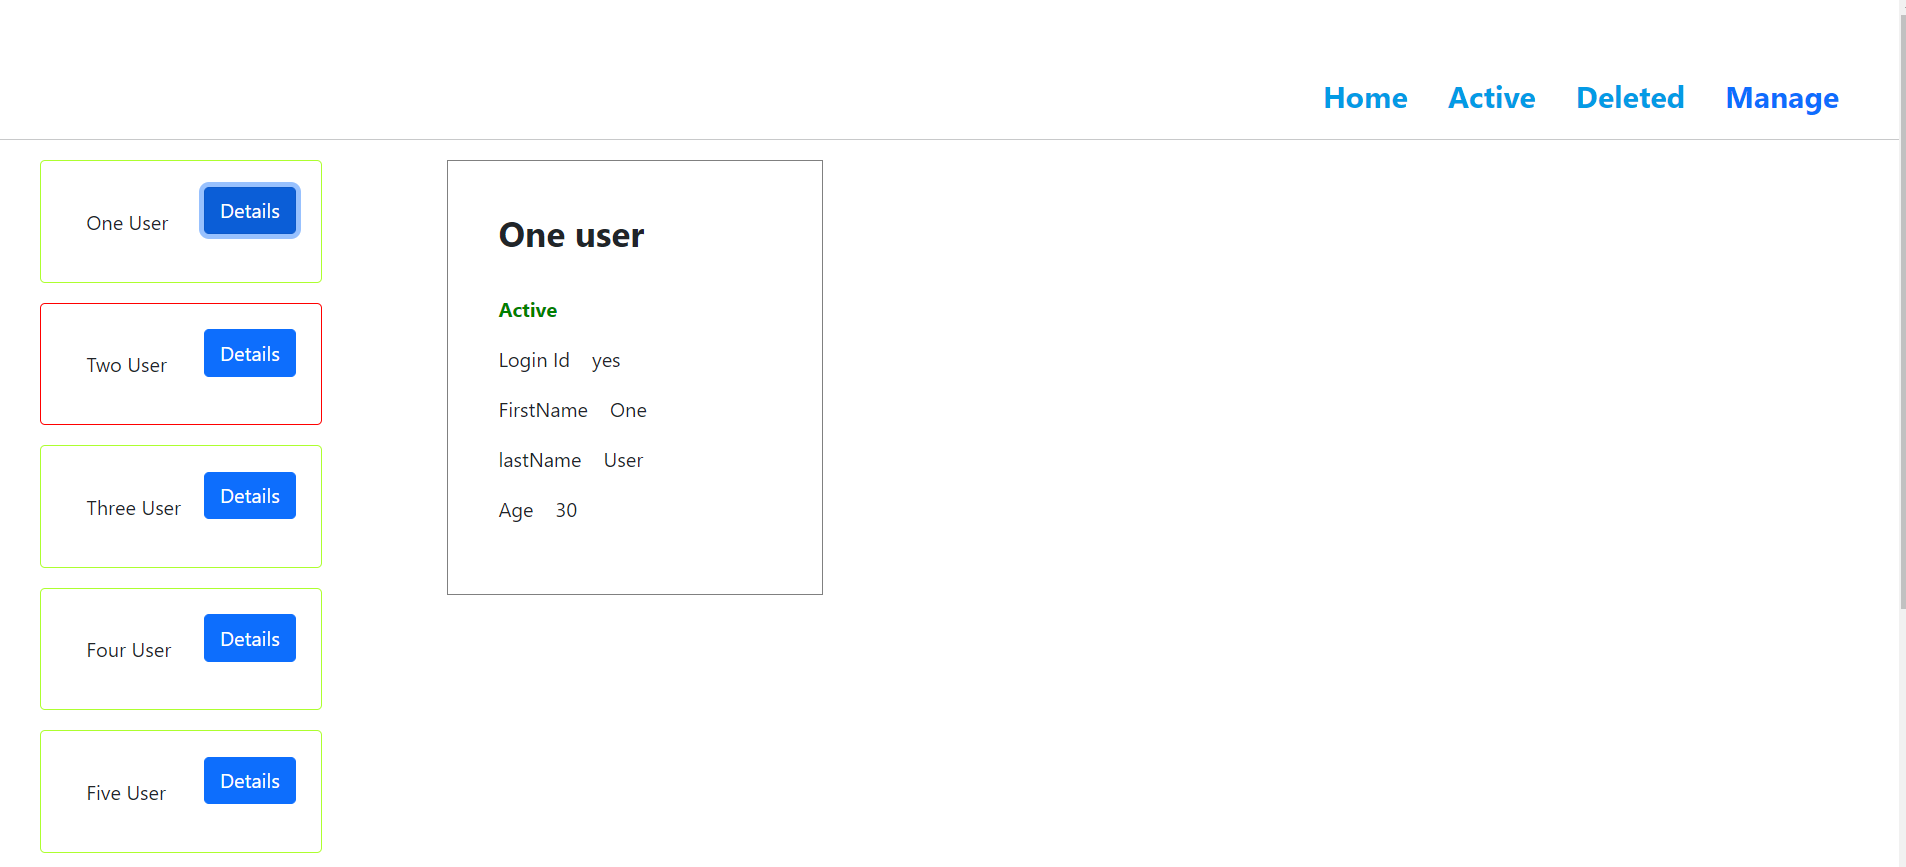 Home Active Deleted Manage
One User Details
Two User Details
Three User Details
Four User Details
Five User Details
One user
Active
Login Id yes
FirstName One
lastName User
Age 30